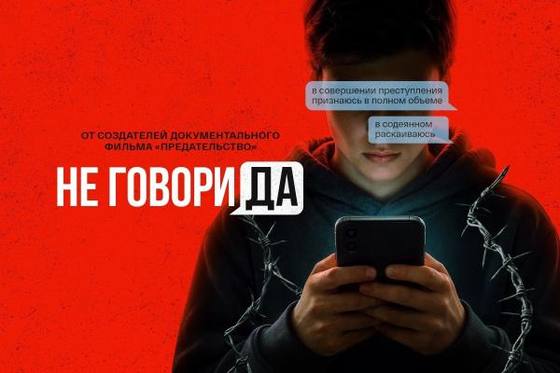 в совершении преступления
признаюсь в полном объеме
в содеянном
раскаиваюсь
ОТ СОЗДАТЕЛЕЙ ДОКУМЕНТАЛЬНОГО
ФИЛЬМА «ПРЕДАТЕЛЬСТВО»
НЕ ГОВОРИ ДА